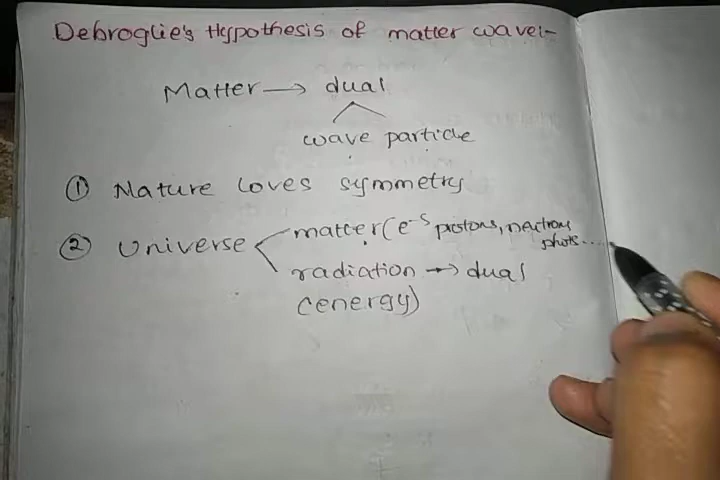 Debroglie's Hypothesis of matter wave:-
Matter → dual
wave particle
① Nature loves symmetry
② Universe
matter (e⁻s protons, neutrons
phots.....
radiation → dual
(energy)